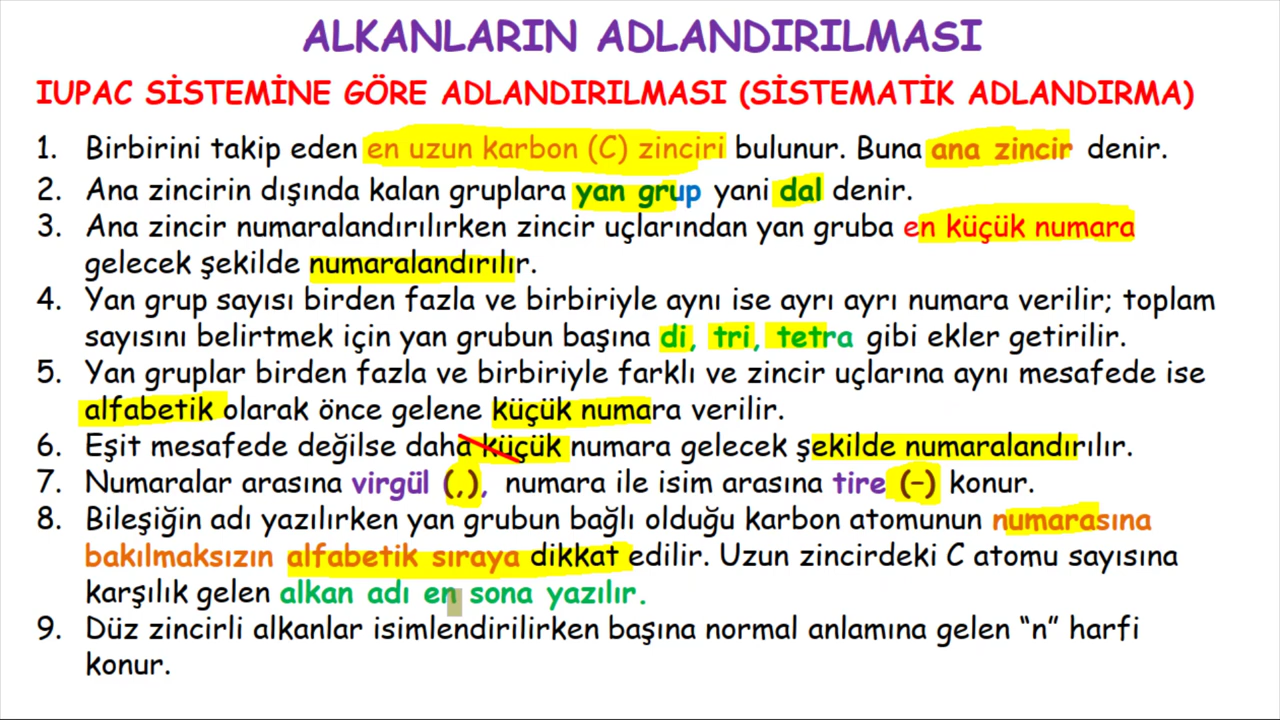 ALKANLARIN ADLANDIRILMASI
IUPAC SİSTEMİNE GÖRE ADLANDIRILMASI (SİSTEMATİK ADLANDIRMA)
1. Birbirini takip eden en uzun karbon (C) zinciri bulunur. Buna ana zincir denir.
2. Ana zincirin dışında kalan gruplara yan grup yani dal denir.
3. Ana zincir numaralandırılırken zincir uçlarından yan gruba en küçük numara
gelecek şekilde numaralandırılır.
4. Yan grup sayısı birden fazla ve birbiriyle aynı ise ayrı ayrı numara verilir; toplam
sayısını belirtmek için yan grubun başına di, tri, tetra gibi ekler getirilir.
5. Yan gruplar birden fazla ve birbiriyle farklı ve zincir uçlarına aynı mesafede ise
alfabetik olarak önce gelene küçük numara verilir.
6. Eşit mesafede değilse daha küçük numara gelecek şekilde numaralandırılır.
7. Numaralar arasına virgül (,), numara ile isim arasına tire (–) konur.
8. Bileşiğin adı yazılırken yan grubun bağlı olduğu karbon atomunun numarasına
bakılmaksızın alfabetik sıraya dikkat edilir. Uzun zincirdeki C atomu sayısına
karşılık gelen alkan adı en sona yazılır.
9. Düz zincirli alkanlar isimlendirilirken başına normal anlamına gelen “n” harfi
konur.